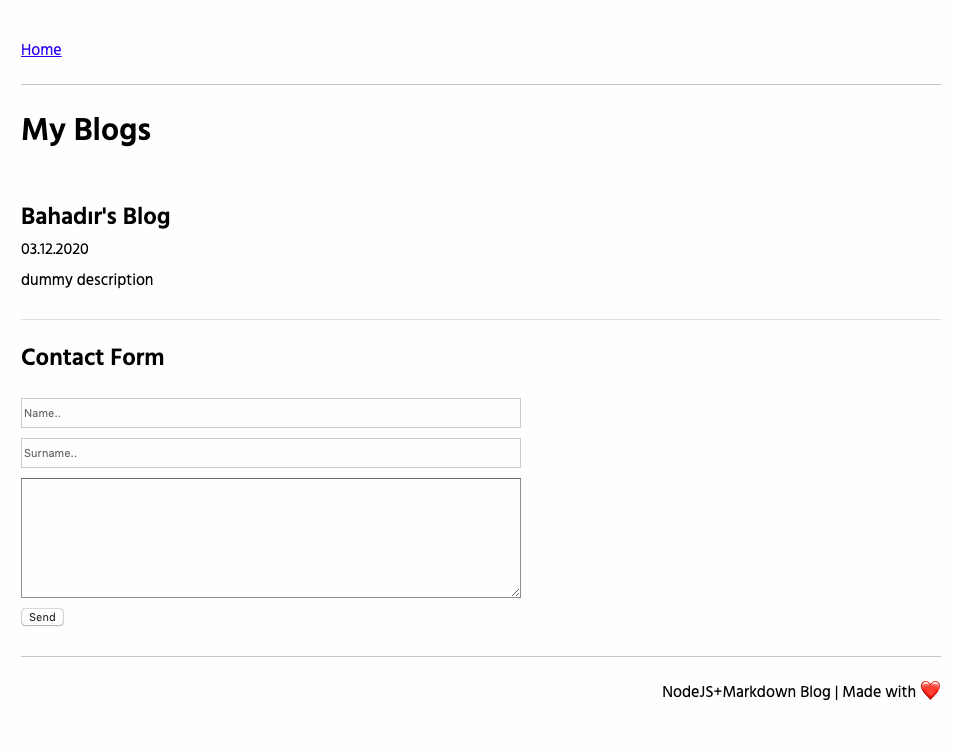 Home
My Blogs
Bahadır's Blog
03.12.2020
dummy description
Contact Form
Name..
Surname..
Send
NodeJS+Markdown Blog | Made with ❤️